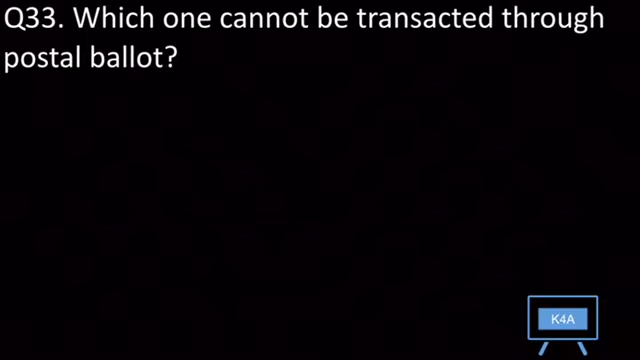 Q33. Which one cannot be transacted through
postal ballot?
K4A